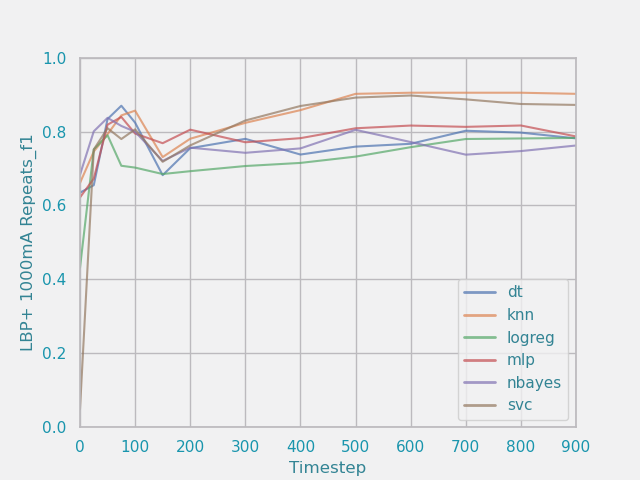 1.0
0.8
0.6
0.4
0.2
0.0
LBP+ 1000mA Repeats_f1
0 100 200 300 400 500 600 700 800 900
Timestep
dt
knn
logreg
mlp
nbayes
svc